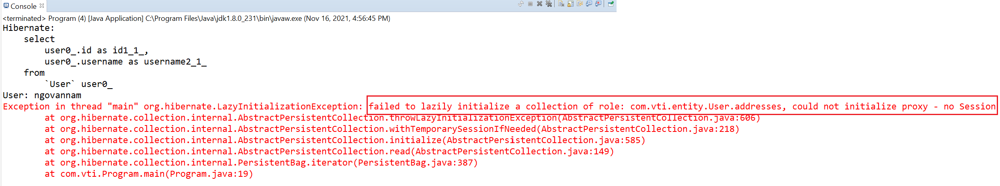 Console
<terminated> Program (4) [Java Application] C:\Program Files\Java\jdk1.8.0_231\bin\javaw.exe (Nov 16, 2021, 4:56:45 PM)
Hibernate:
    select
        user0_.id as id1_1_,
        user0_.username as username2_1_
    from
        `User` user0_
User: ngovannam
Exception in thread "main" org.hibernate.LazyInitializationException: failed to lazily initialize a collection of role: com.vti.entity.User.addresses, could not initialize proxy - no Session
        at org.hibernate.collection.internal.AbstractPersistentCollection.throwLazyInitializationException(AbstractPersistentCollection.java:606)
        at org.hibernate.collection.internal.AbstractPersistentCollection.withTemporarySessionIfNeeded(AbstractPersistentCollection.java:218)
        at org.hibernate.collection.internal.AbstractPersistentCollection.initialize(AbstractPersistentCollection.java:585)
        at org.hibernate.collection.internal.AbstractPersistentCollection.read(AbstractPersistentCollection.java:149)
        at org.hibernate.collection.internal.PersistentBag.iterator(PersistentBag.java:387)
        at com.vti.Program.main(Program.java:19)